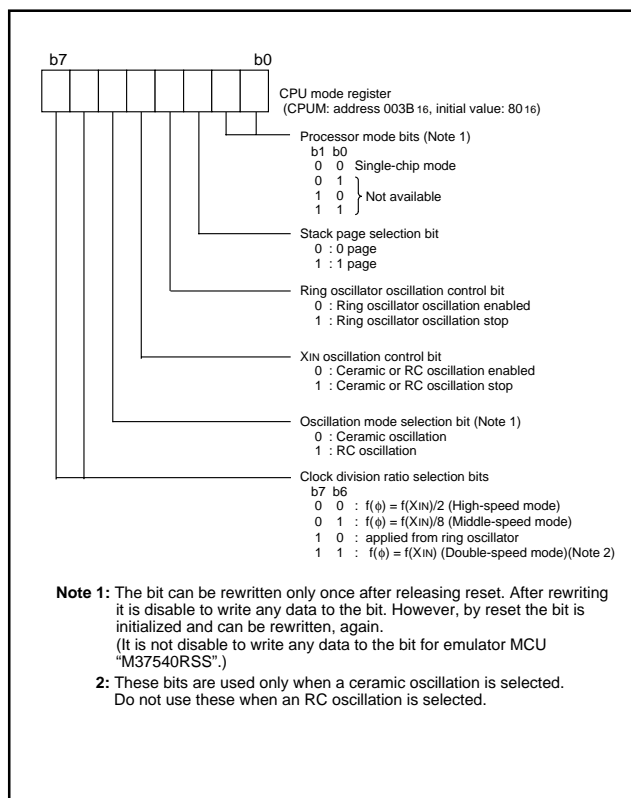 b7 b0
CPU mode register
(CPUM: address 003B16, initial value: 8016)
Processor mode bits (Note 1)
b1 b0
0 0 Single-chip mode
0 1
1 0 Not available
1 1
Stack page selection bit
0 : 0 page
1 : 1 page
Ring oscillator oscillation control bit
0 : Ring oscillator oscillation enabled
1 : Ring oscillator oscillation stop
XIN oscillation control bit
0 : Ceramic or RC oscillation enabled
1 : Ceramic or RC oscillation stop
Oscillation mode selection bit (Note 1)
0 : Ceramic oscillation
1 : RC oscillation
Clock division ratio selection bits
b7 b6
0 0 : f(φ) = f(XIN)/2 (High-speed mode)
0 1 : f(φ) = f(XIN)/8 (Middle-speed mode)
1 0 : applied from ring oscillator
1 1 : f(φ) = f(XIN) (Double-speed mode)(Note 2)
Note 1: The bit can be rewritten only once after releasing reset. After rewriting
it is disable to write any data to the bit. However, by reset the bit is
initialized and can be rewritten, again.
(It is not disable to write any data to the bit for emulator MCU
“M37540RSS”.)
2: These bits are used only when a ceramic oscillation is selected.
Do not use these when an RC oscillation is selected.